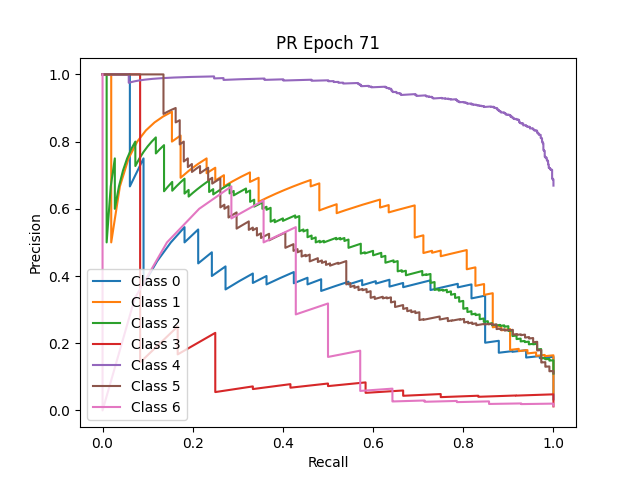 PR Epoch 71
Precision
1.0
0.8
0.6
0.4
0.2
0.0
Class 0
Class 1
Class 2
Class 3
Class 4
Class 5
Class 6
0.0 0.2 0.4 0.6 0.8 1.0
Recall